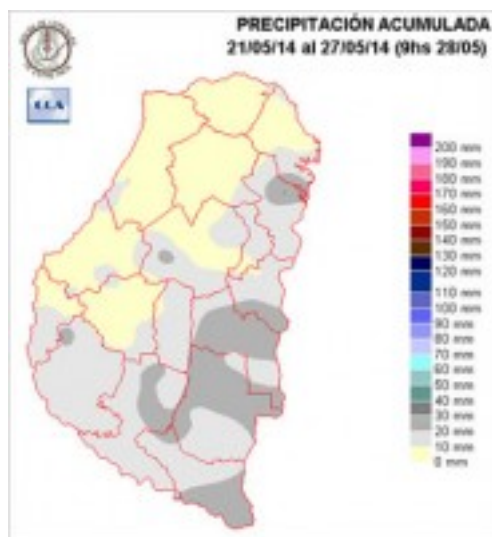 PRECIPITACIÓN ACUMULADA
21/05/14 al 27/05/14 (9hs 28/05)
CCA
200 mm
190 mm
180 mm
170 mm
160 mm
150 mm
140 mm
130 mm
120 mm
110 mm
100 mm
90 mm
80 mm
70 mm
60 mm
50 mm
40 mm
30 mm
20 mm
10 mm
0 mm